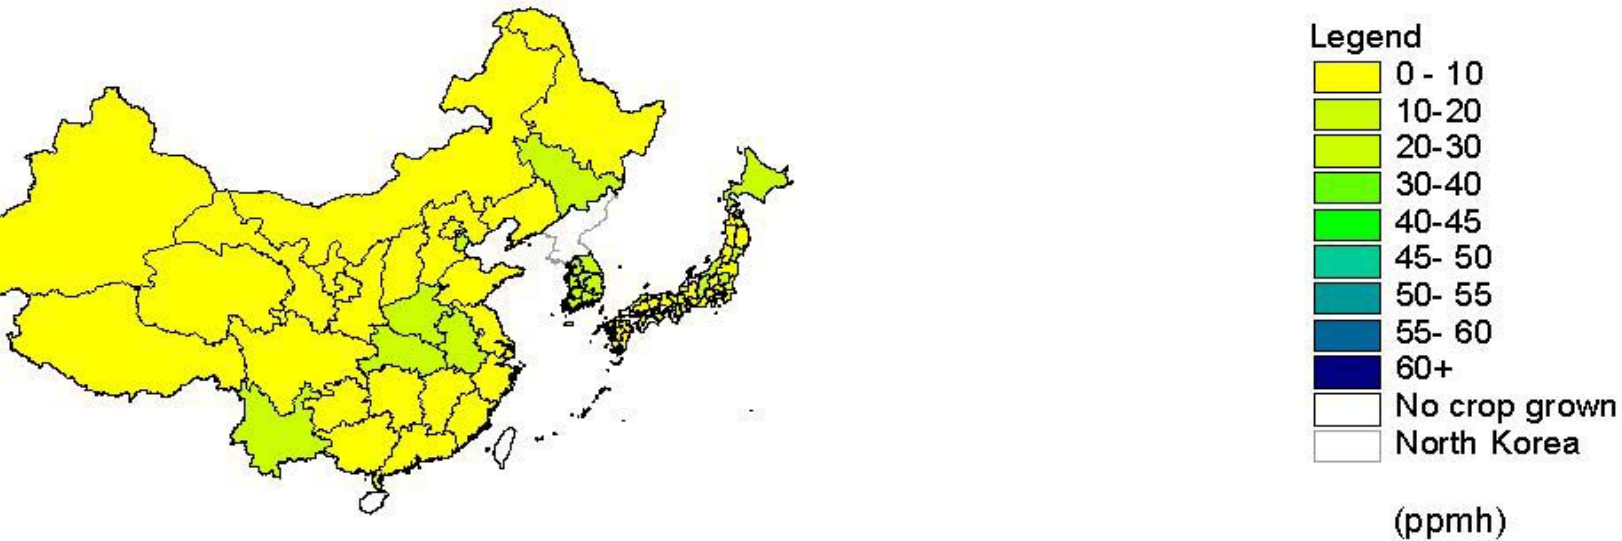 Legend
0 - 10
10-20
20-30
30-40
40-45
45- 50
50- 55
55- 60
60+
No crop grown
North Korea
(ppmh)